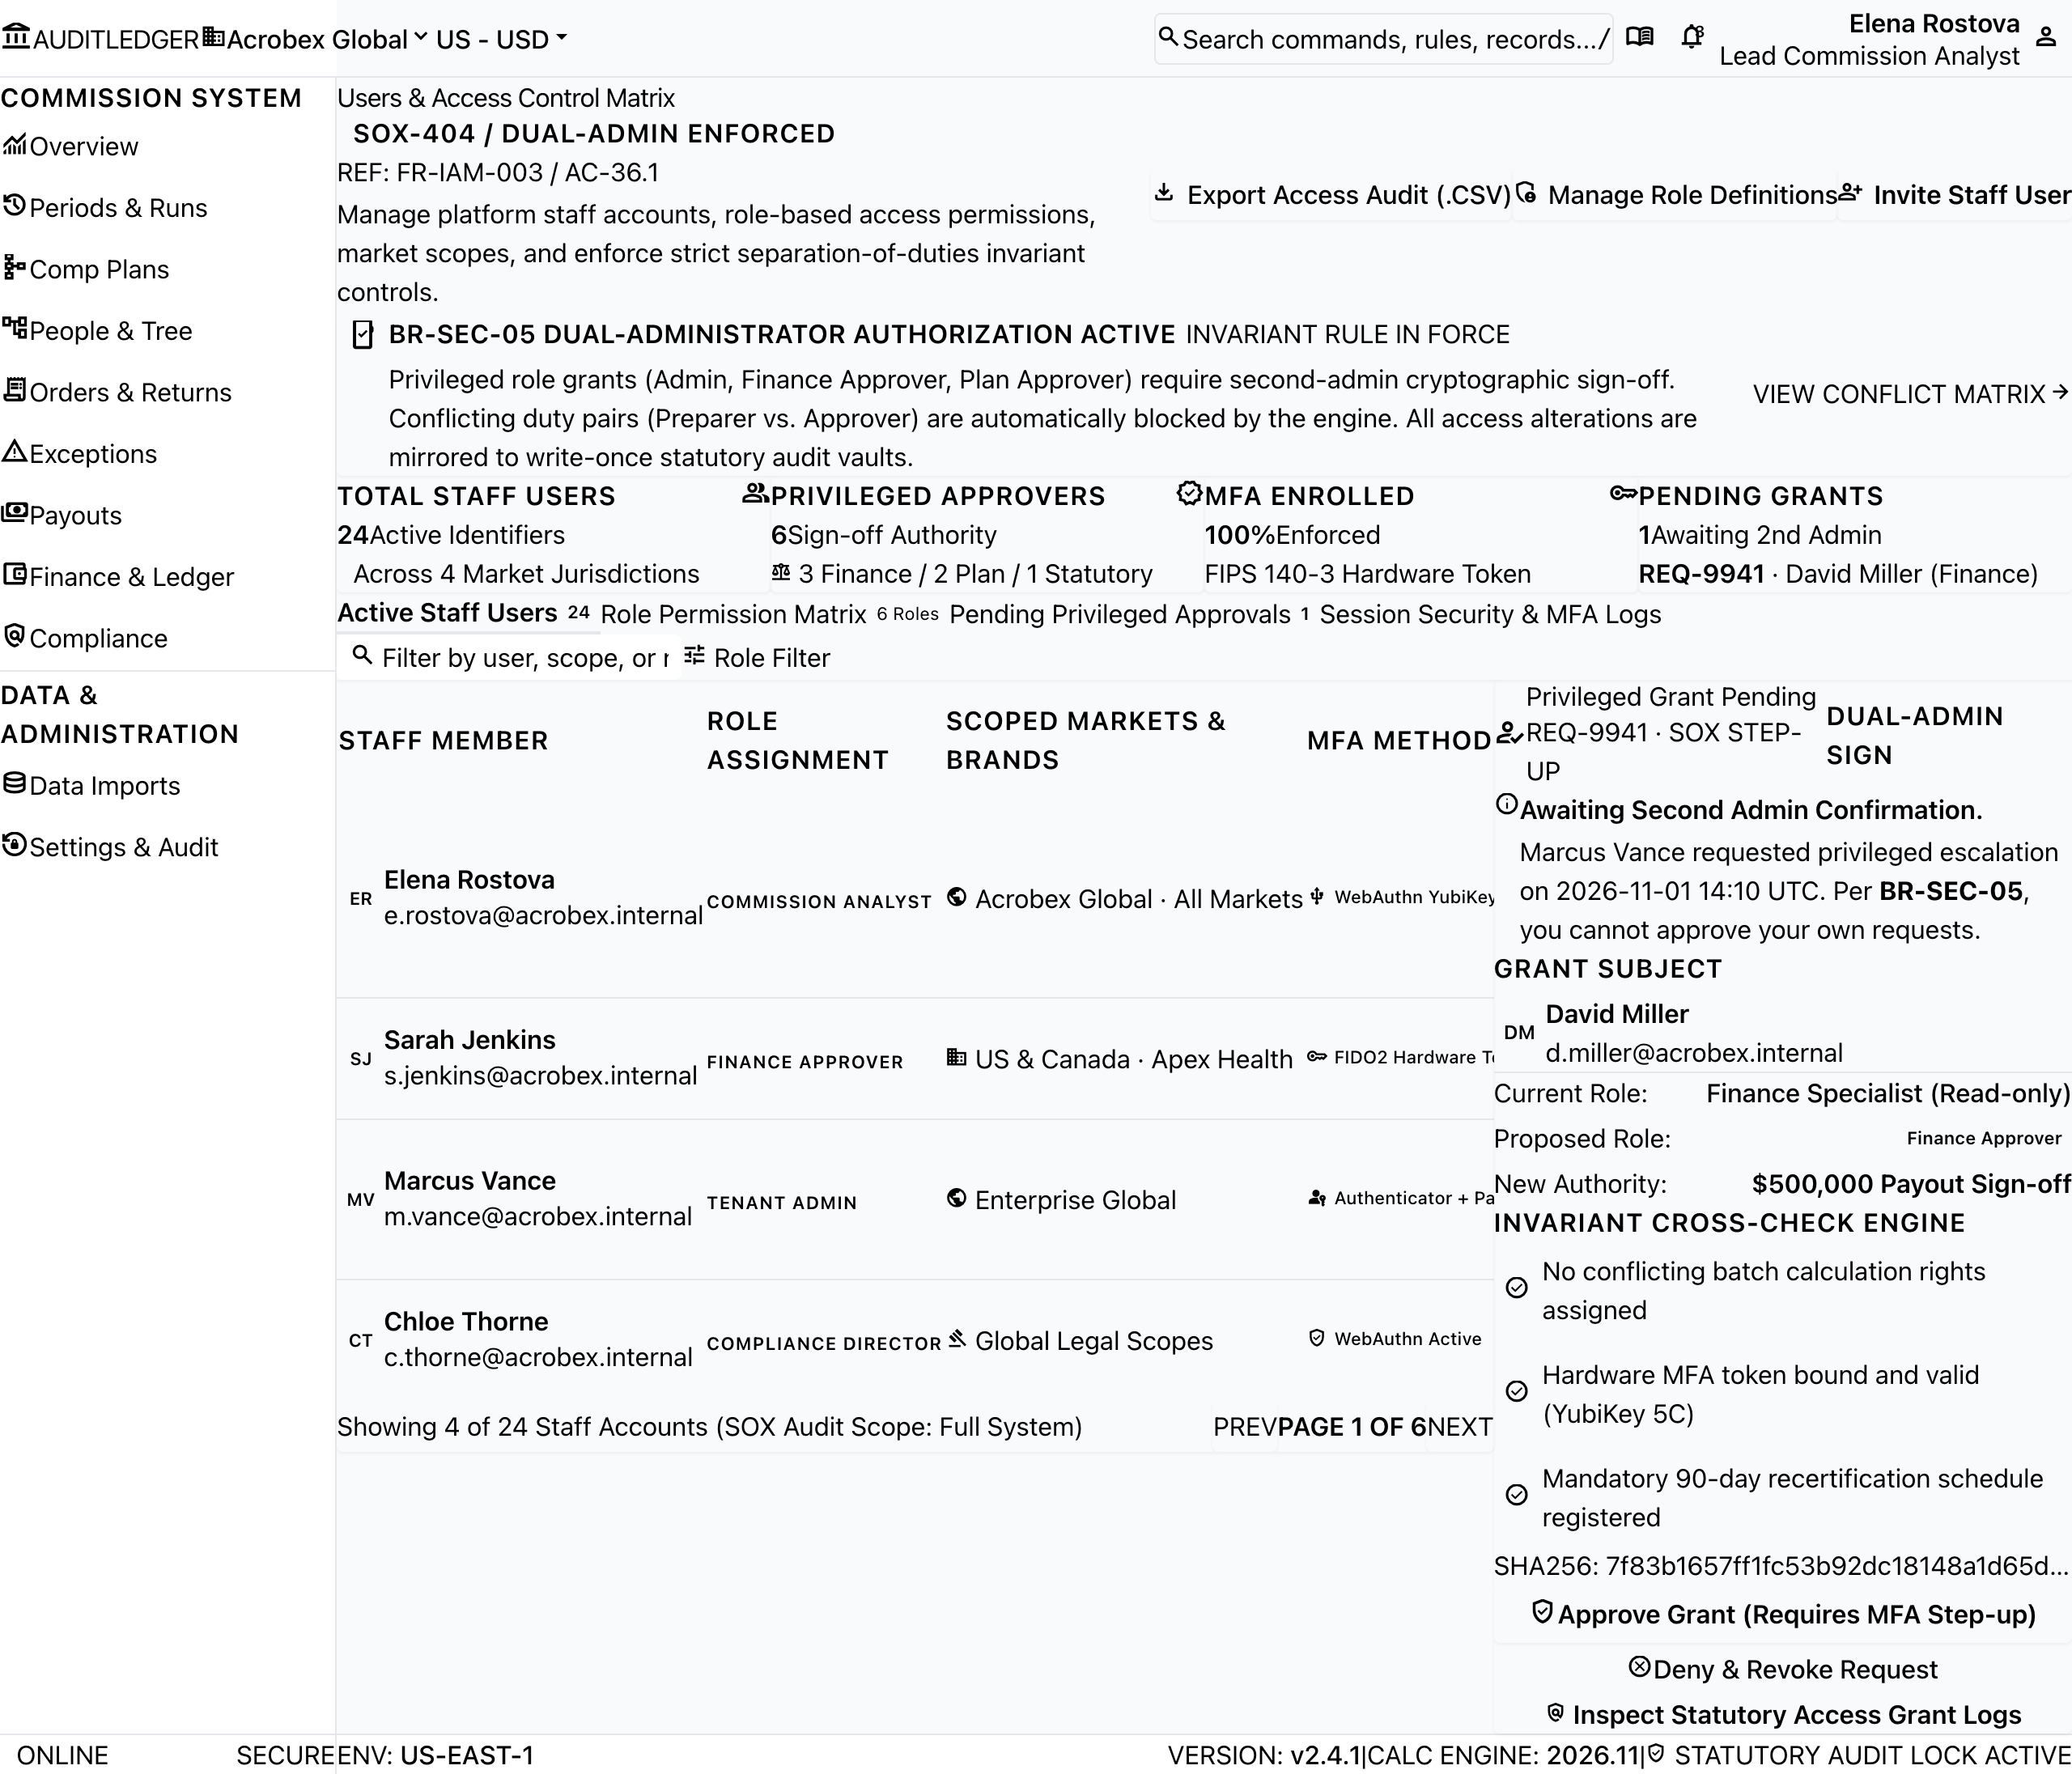 AUDITLEDGER Acrobex Global US - USD Search commands, rules, records.../ Elena Rostova
Lead Commission Analyst
COMMISSION SYSTEM
Overview
Periods & Runs
Comp Plans
People & Tree
Orders & Returns
Exceptions
Payouts
Finance & Ledger
Compliance
DATA &
ADMINISTRATION
Data Imports
Settings & Audit
Users & Access Control Matrix
SOX-404 / DUAL-ADMIN ENFORCED
REF: FR-IAM-003 / AC-36.1
Manage platform staff accounts, role-based access permissions,
market scopes, and enforce strict separation-of-duties invariant
controls.
Export Access Audit (.CSV) Manage Role Definitions Invite Staff User
BR-SEC-05 DUAL-ADMINISTRATOR AUTHORIZATION ACTIVE INVARIANT RULE IN FORCE
Privileged role grants (Admin, Finance Approver, Plan Approver) require second-admin cryptographic sign-off.
Conflicting duty pairs (Preparer vs. Approver) are automatically blocked by the engine. All access alterations are
mirrored to write-once statutory audit vaults.
VIEW CONFLICT MATRIX
TOTAL STAFF USERS
24Active Identifiers
Across 4 Market Jurisdictions
PRIVILEGED APPROVERS
6Sign-off Authority
3 Finance / 2 Plan / 1 Statutory
MFA ENROLLED
100%Enforced
FIPS 140-3 Hardware Token
PENDING GRANTS
1Awaiting 2nd Admin
REQ-9941 · David Miller (Finance)
Active Staff Users 24 Role Permission Matrix 6 Roles Pending Privileged Approvals 1 Session Security & MFA Logs
Filter by user, scope, or Role Filter
STAFF MEMBER ROLE ASSIGNMENT SCOPED MARKETS & BRANDS MFA METHOD
ER Elena Rostova
e.rostova@acrobex.internal COMMISSION ANALYST Acrobex Global · All Markets WebAuthn YubiKey
SJ Sarah Jenkins
s.jenkins@acrobex.internal FINANCE APPROVER US & Canada · Apex Health FIDO2 Hardware
MV Marcus Vance
m.vance@acrobex.internal TENANT ADMIN Enterprise Global Authenticator + Pa
CT Chloe Thorne
c.thorne@acrobex.internal COMPLIANCE DIRECTOR Global Legal Scopes WebAuthn Active
Showing 4 of 24 Staff Accounts (SOX Audit Scope: Full System) PREV PAGE 1 OF 6 NEXT
Privileged Grant Pending
REQ-9941 · SOX STEP-
UP
DUAL-ADMIN
SIGN
Awaiting Second Admin Confirmation.
Marcus Vance requested privileged escalation
on 2026-11-01 14:10 UTC. Per BR-SEC-05,
you cannot approve your own requests.
GRANT SUBJECT
DM David Miller
d.miller@acrobex.internal
Current Role: Finance Specialist (Read-only)
Proposed Role: Finance Approver
New Authority: $500,000 Payout Sign-off
INVARIANT CROSS-CHECK ENGINE
No conflicting batch calculation rights
assigned
Hardware MFA token bound and valid
(YubiKey 5C)
Mandatory 90-day recertification schedule
registered
SHA256: 7f83b1657ff1fc53b92dc18148a1d65d...
Approve Grant (Requires MFA Step-up)
Deny & Revoke Request
Inspect Statutory Access Grant Logs
ONLINE SECURE ENV: US-EAST-1 VERSION: v2.4.1|CALC ENGINE: 2026.11| STATUTORY AUDIT LOCK ACTIVE